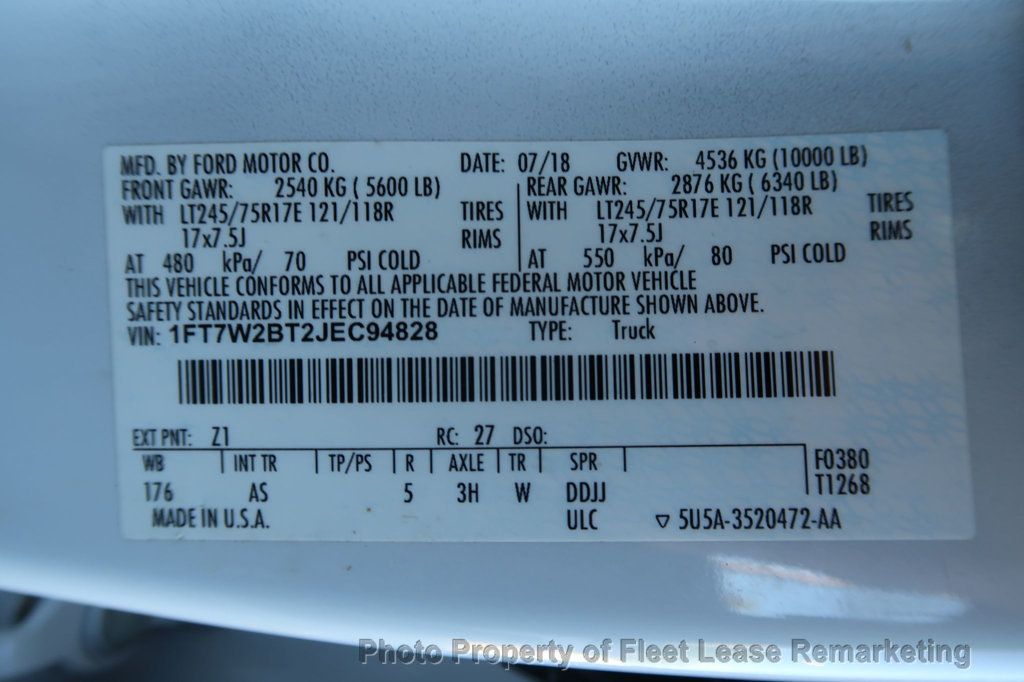 MFD. BY FORD MOTOR CO. DATE: 07/18 GVWR: 4536 KG (10000 LB)
FRONT GAWR: 2540 KG ( 5600 LB) REAR GAWR: 2876 KG ( 6340 LB)
WITH LT245/75R17E 121/118R TIRES WITH LT245/75R17E 121/118R TIRES
17x7.5J RIMS 17x7.5J RIMS
AT 480 kPa/ 70 PSI COLD AT 550 kPa/ 80 PSI COLD
THIS VEHICLE CONFORMS TO ALL APPLICABLE FEDERAL MOTOR VEHICLE
SAFETY STANDARDS IN EFFECT ON THE DATE OF MANUFACTURE SHOWN ABOVE.
VIN: 1FT7W2BT2JEC94828 TYPE: Truck
EXT PNT: Z1 RC: 27 DSO:
WB INT TR TP/PS R AXLE TR SPR F0380
176 AS 5 3H W DDJJ T1268
MADE IN U.S.A. ULC ▽ 5U5A-3520472-AA
Photo Property of Fleet Lease Remarketing